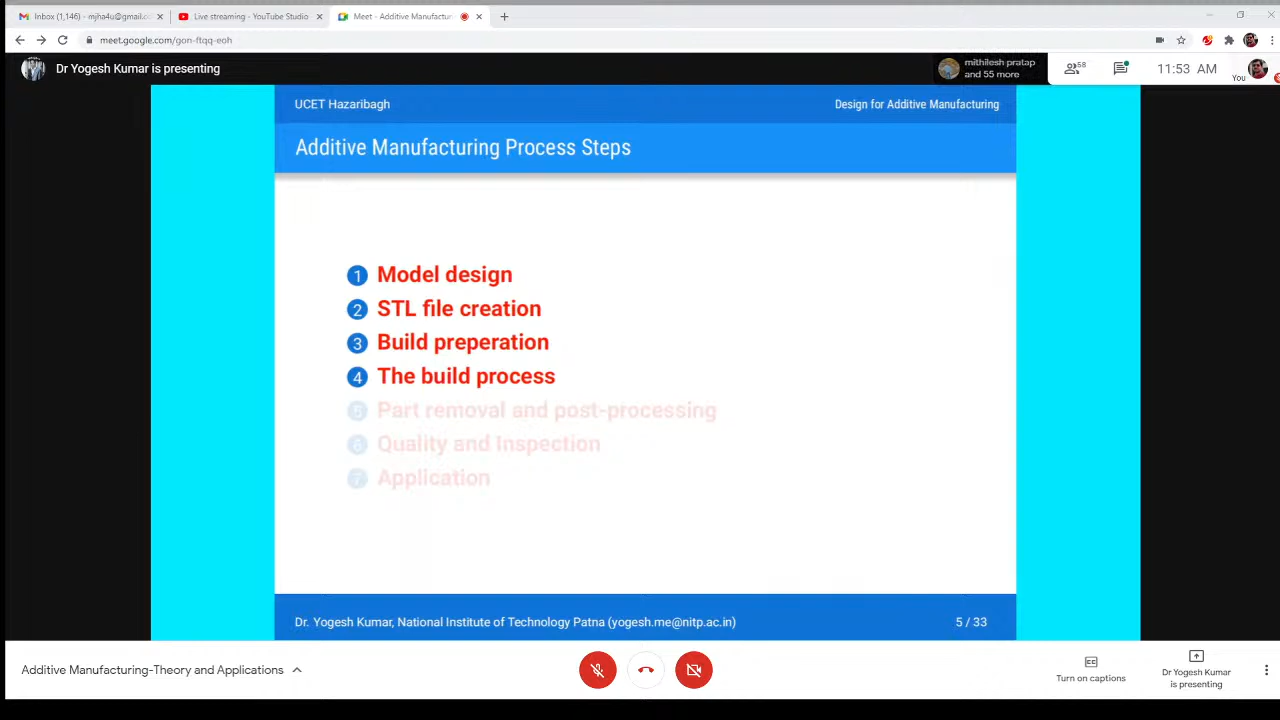 Inbox (1,146) - mjha4u@gmail.co
Live streaming - YouTube Studio
Meet - Additive Manufactur
meet.google.com/gon-ftqq-eoh
Dr Yogesh Kumar is presenting
mithilesh pratap
and 55 more
58
11:53 AM
You
UCET Hazaribagh
Design for Additive Manufacturing
Additive Manufacturing Process Steps
1 Model design
2 STL file creation
3 Build preperation
4 The build process
5 Part removal and post-processing
6 Quality and Inspection
7 Application
Dr. Yogesh Kumar, National Institute of Technology Patna (yogesh.me@nitp.ac.in)
5 / 33
Additive Manufacturing-Theory and Applications
Turn on captions
Dr Yogesh Kumar
is presenting